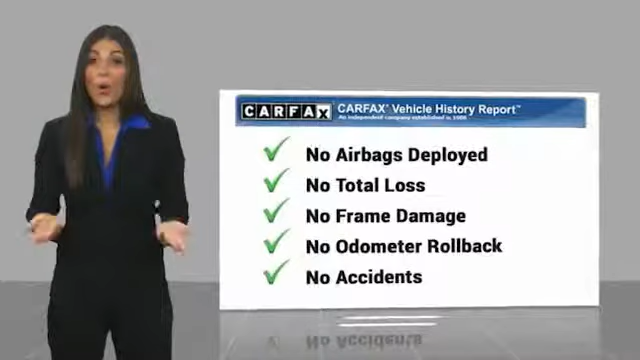 CARFAX CARFAX® Vehicle History Report™
An independent company established in 1986
No Airbags Deployed
No Total Loss
No Frame Damage
No Odometer Rollback
No Accidents